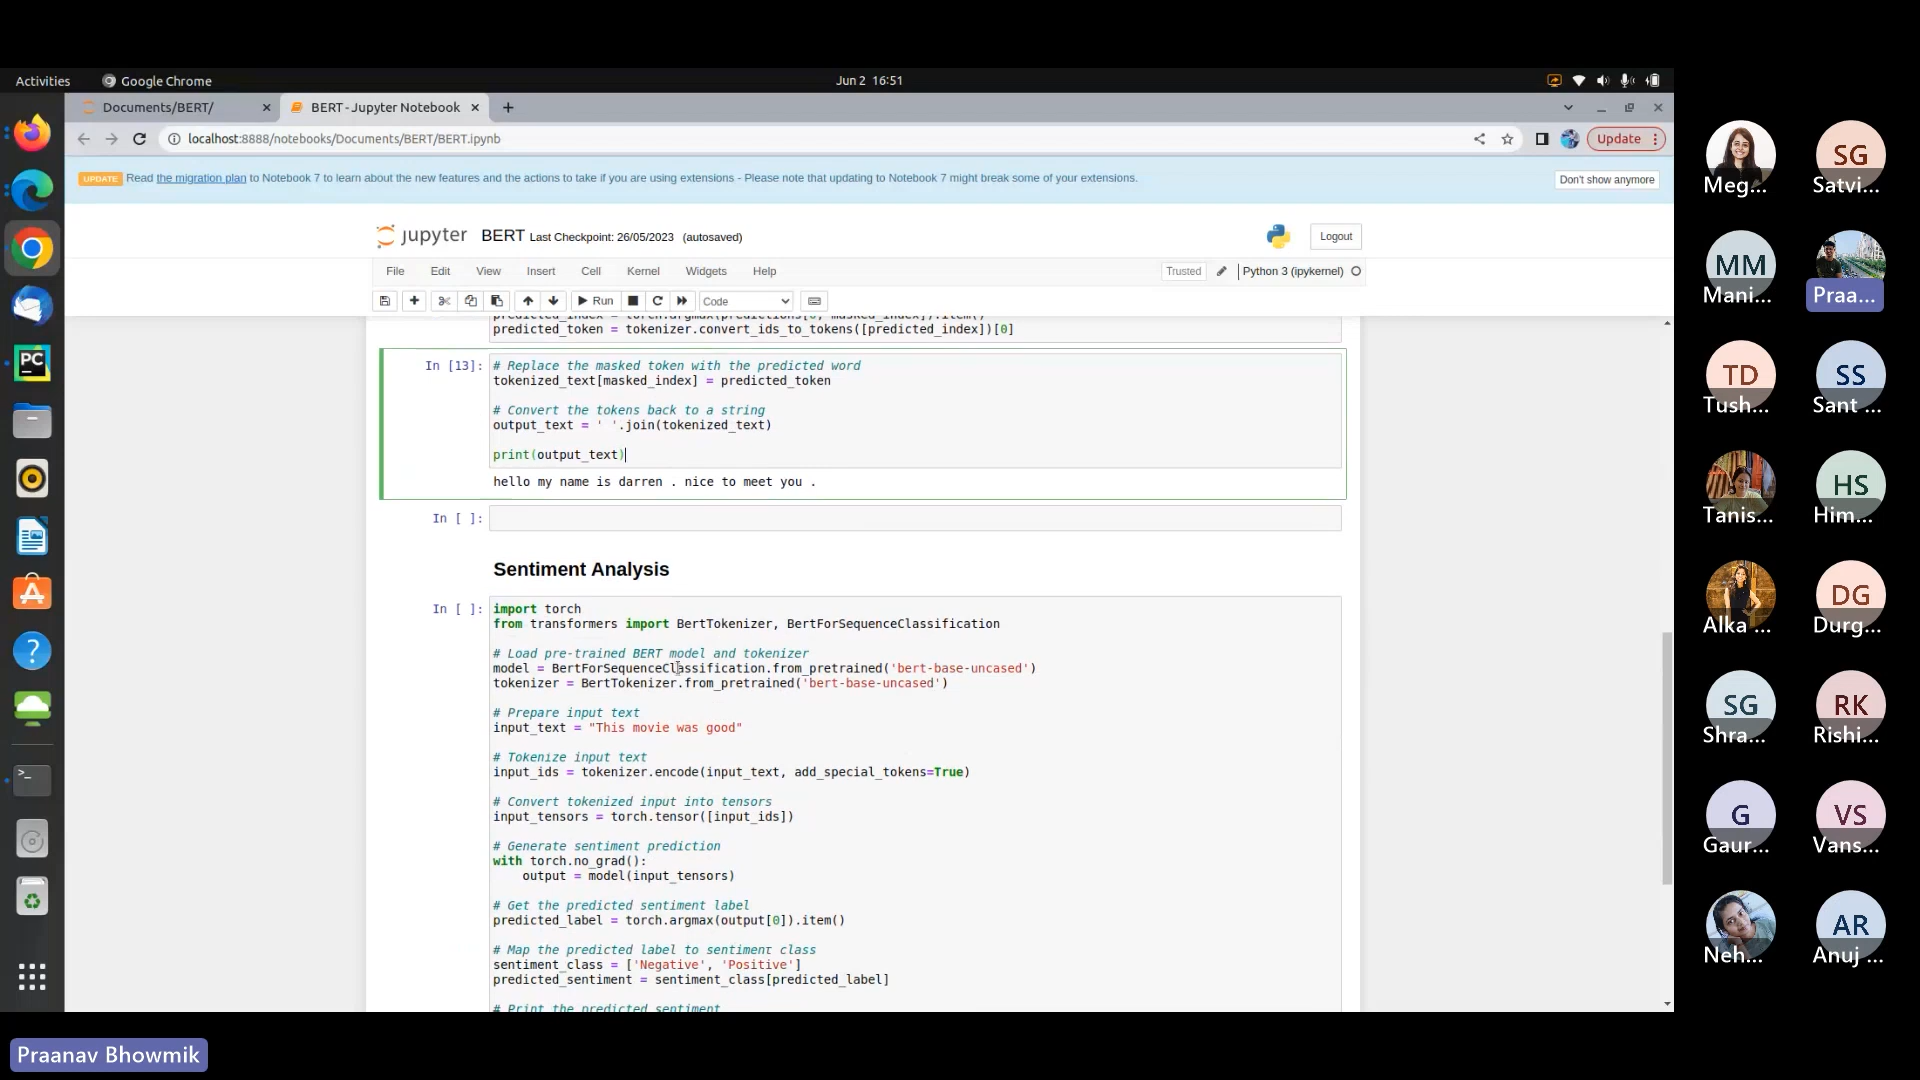 Activities
Google Chrome
Jun 2 16:51
Documents/BERT/
BERT - Jupyter Notebook
localhost:8888/notebooks/Documents/BERT/BERT.ipynb
Update
UPDATE Read the migration plan to Notebook 7 to learn about the new features and the actions to take if you are using extensions - Please note that updating to Notebook 7 might break some of your extensions.
Don't show anymore
jupyter BERT Last Checkpoint: 26/05/2023 (autosaved)
Logout
File Edit View Insert Cell Kernel Widgets Help
Trusted
Python 3 (ipykernel)
Run
Code
predicted_index = torch.argmax(predictions[0, masked_index]).item()
predicted_token = tokenizer.convert_ids_to_tokens([predicted_index])[0]
In [13]:
# Replace the masked token with the predicted word
tokenized_text[masked_index] = predicted_token
# Convert the tokens back to a string
output_text = ' '.join(tokenized_text)
print(output_text)
hello my name is darren . nice to meet you .
In [ ]:
Sentiment Analysis
In [ ]:
import torch
from transformers import BertTokenizer, BertForSequenceClassification
# Load pre-trained BERT model and tokenizer
model = BertForSequenceClassification.from_pretrained('bert-base-uncased')
tokenizer = BertTokenizer.from_pretrained('bert-base-uncased')
# Prepare input text
input_text = "This movie was good"
# Tokenize input text
input_ids = tokenizer.encode(input_text, add_special_tokens=True)
# Convert tokenized input into tensors
input_tensors = torch.tensor([input_ids])
# Generate sentiment prediction
with torch.no_grad():
output = model(input_tensors)
# Get the predicted sentiment label
predicted_label = torch.argmax(output[0]).item()
# Map the predicted label to sentiment class
sentiment_class = ['Negative', 'Positive']
predicted_sentiment = sentiment_class[predicted_label]
# Print the predicted sentiment
PC
Meg...
SG
Satvi...
MM
Mani...
Praa...
TD
Tush...
SS
Sant ...
Tanis...
HS
Him...
Alka ...
DG
Durg...
SG
Shra...
RK
Rishi...
G
Gaur...
VS
Vans...
Neh...
AR
Anuj ...
Praanav Bhowmik